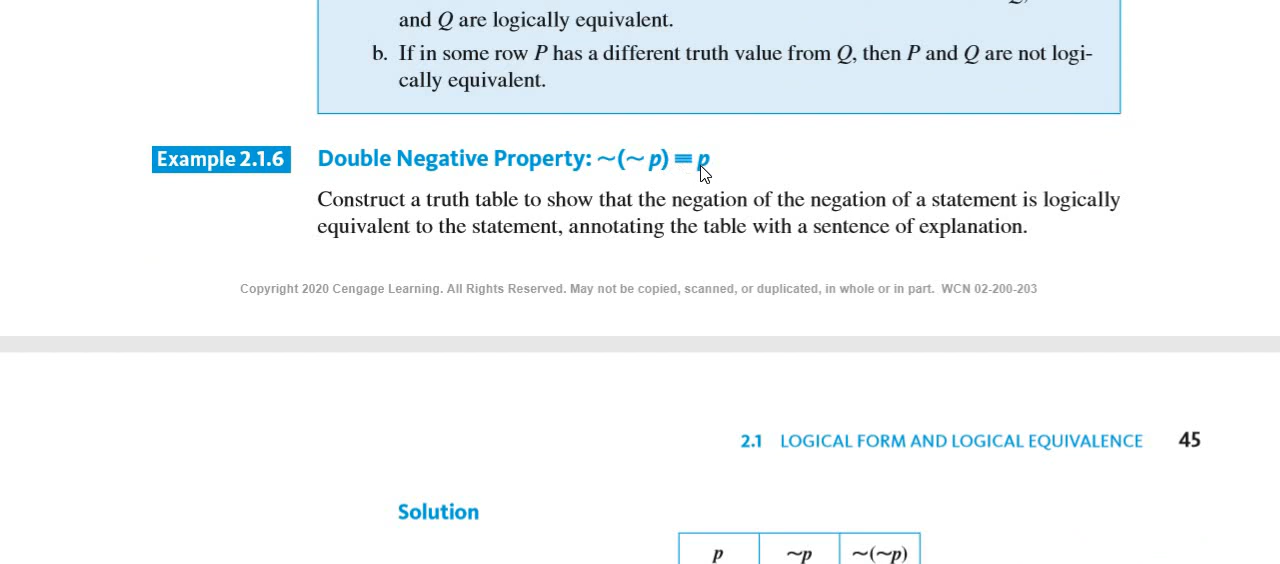 and Q are logically equivalent.
b. If in some row P has a different truth value from Q, then P and Q are not logi-
cally equivalent.
Example 2.1.6 Double Negative Property: ~(~ p) ≡ p
Construct a truth table to show that the negation of the negation of a statement is logically
equivalent to the statement, annotating the table with a sentence of explanation.
Copyright 2020 Cengage Learning. All Rights Reserved. May not be copied, scanned, or duplicated, in whole or in part. WCN 02-200-203
2.1 LOGICAL FORM AND LOGICAL EQUIVALENCE 45
Solution
p ~p ~(~p)